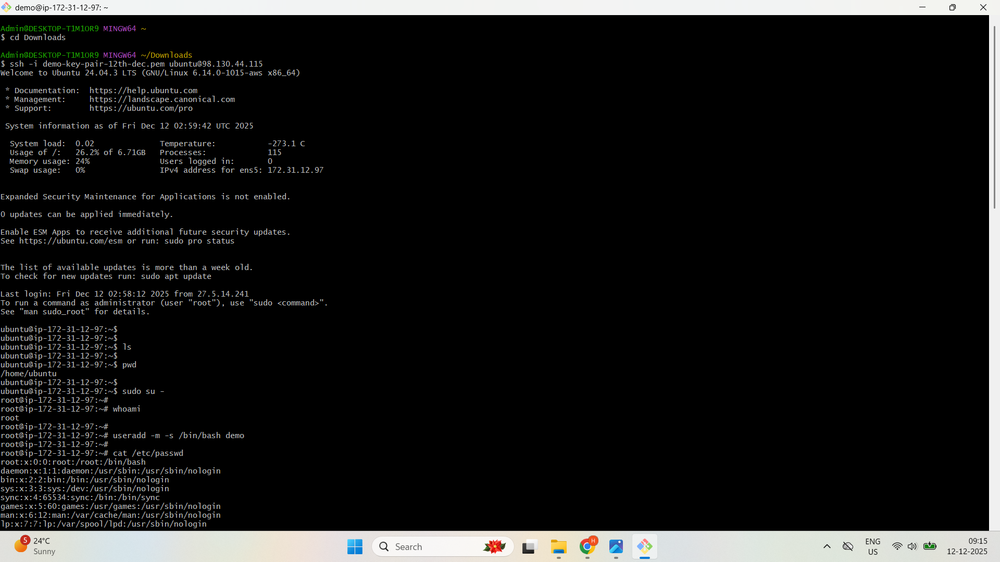 demo@ip-172-31-12-97: ~
Admin@DESKTOP-T1M1OR9 MINGW64 ~
$ cd Downloads
Admin@DESKTOP-T1M1OR9 MINGW64 ~/Downloads
$ ssh -i demo-key-pair-12th-dec.pem ubuntu@98.130.44.115
Welcome to Ubuntu 24.04.3 LTS (GNU/Linux 6.14.0-1015-aws x86_64)
* Documentation:  https://help.ubuntu.com
* Management:     https://landscape.canonical.com
* Support:        https://ubuntu.com/pro
System information as of Fri Dec 12 02:59:42 UTC 2025
System load:  0.02              Temperature:           -273.1 C
Usage of /:   26.2% of 6.71GB   Processes:             115
Memory usage: 24%               Users logged in:       0
Swap usage:   0%                IPv4 address for ens5: 172.31.12.97
Expanded Security Maintenance for Applications is not enabled.
0 updates can be applied immediately.
Enable ESM Apps to receive additional future security updates.
See https://ubuntu.com/esm or run: sudo pro status
The list of available updates is more than a week old.
To check for new updates run: sudo apt update
Last login: Fri Dec 12 02:58:12 2025 from 27.5.14.241
To run a command as administrator (user "root"), use "sudo <command>".
See "man sudo_root" for details.
ubuntu@ip-172-31-12-97:~$
ubuntu@ip-172-31-12-97:~$
ubuntu@ip-172-31-12-97:~$ ls
ubuntu@ip-172-31-12-97:~$
ubuntu@ip-172-31-12-97:~$ pwd
/home/ubuntu
ubuntu@ip-172-31-12-97:~$
ubuntu@ip-172-31-12-97:~$ sudo su -
root@ip-172-31-12-97:~#
root@ip-172-31-12-97:~# whoami
root
root@ip-172-31-12-97:~#
root@ip-172-31-12-97:~# useradd -m -s /bin/bash demo
root@ip-172-31-12-97:~#
root@ip-172-31-12-97:~# cat /etc/passwd
root:x:0:0:root:/root:/bin/bash
daemon:x:1:1:daemon:/usr/sbin:/usr/sbin/nologin
bin:x:2:2:bin:/bin:/usr/sbin/nologin
sys:x:3:3:sys:/dev:/usr/sbin/nologin
sync:x:4:65534:sync:/bin:/bin/sync
games:x:5:60:games:/usr/games:/usr/sbin/nologin
man:x:6:12:man:/var/cache/man:/usr/sbin/nologin
lp:x:7:7:lp:/var/spool/lpd:/usr/sbin/nologin
5
24°C
Sunny
Search
H
ENG
US
09:15
12-12-2025